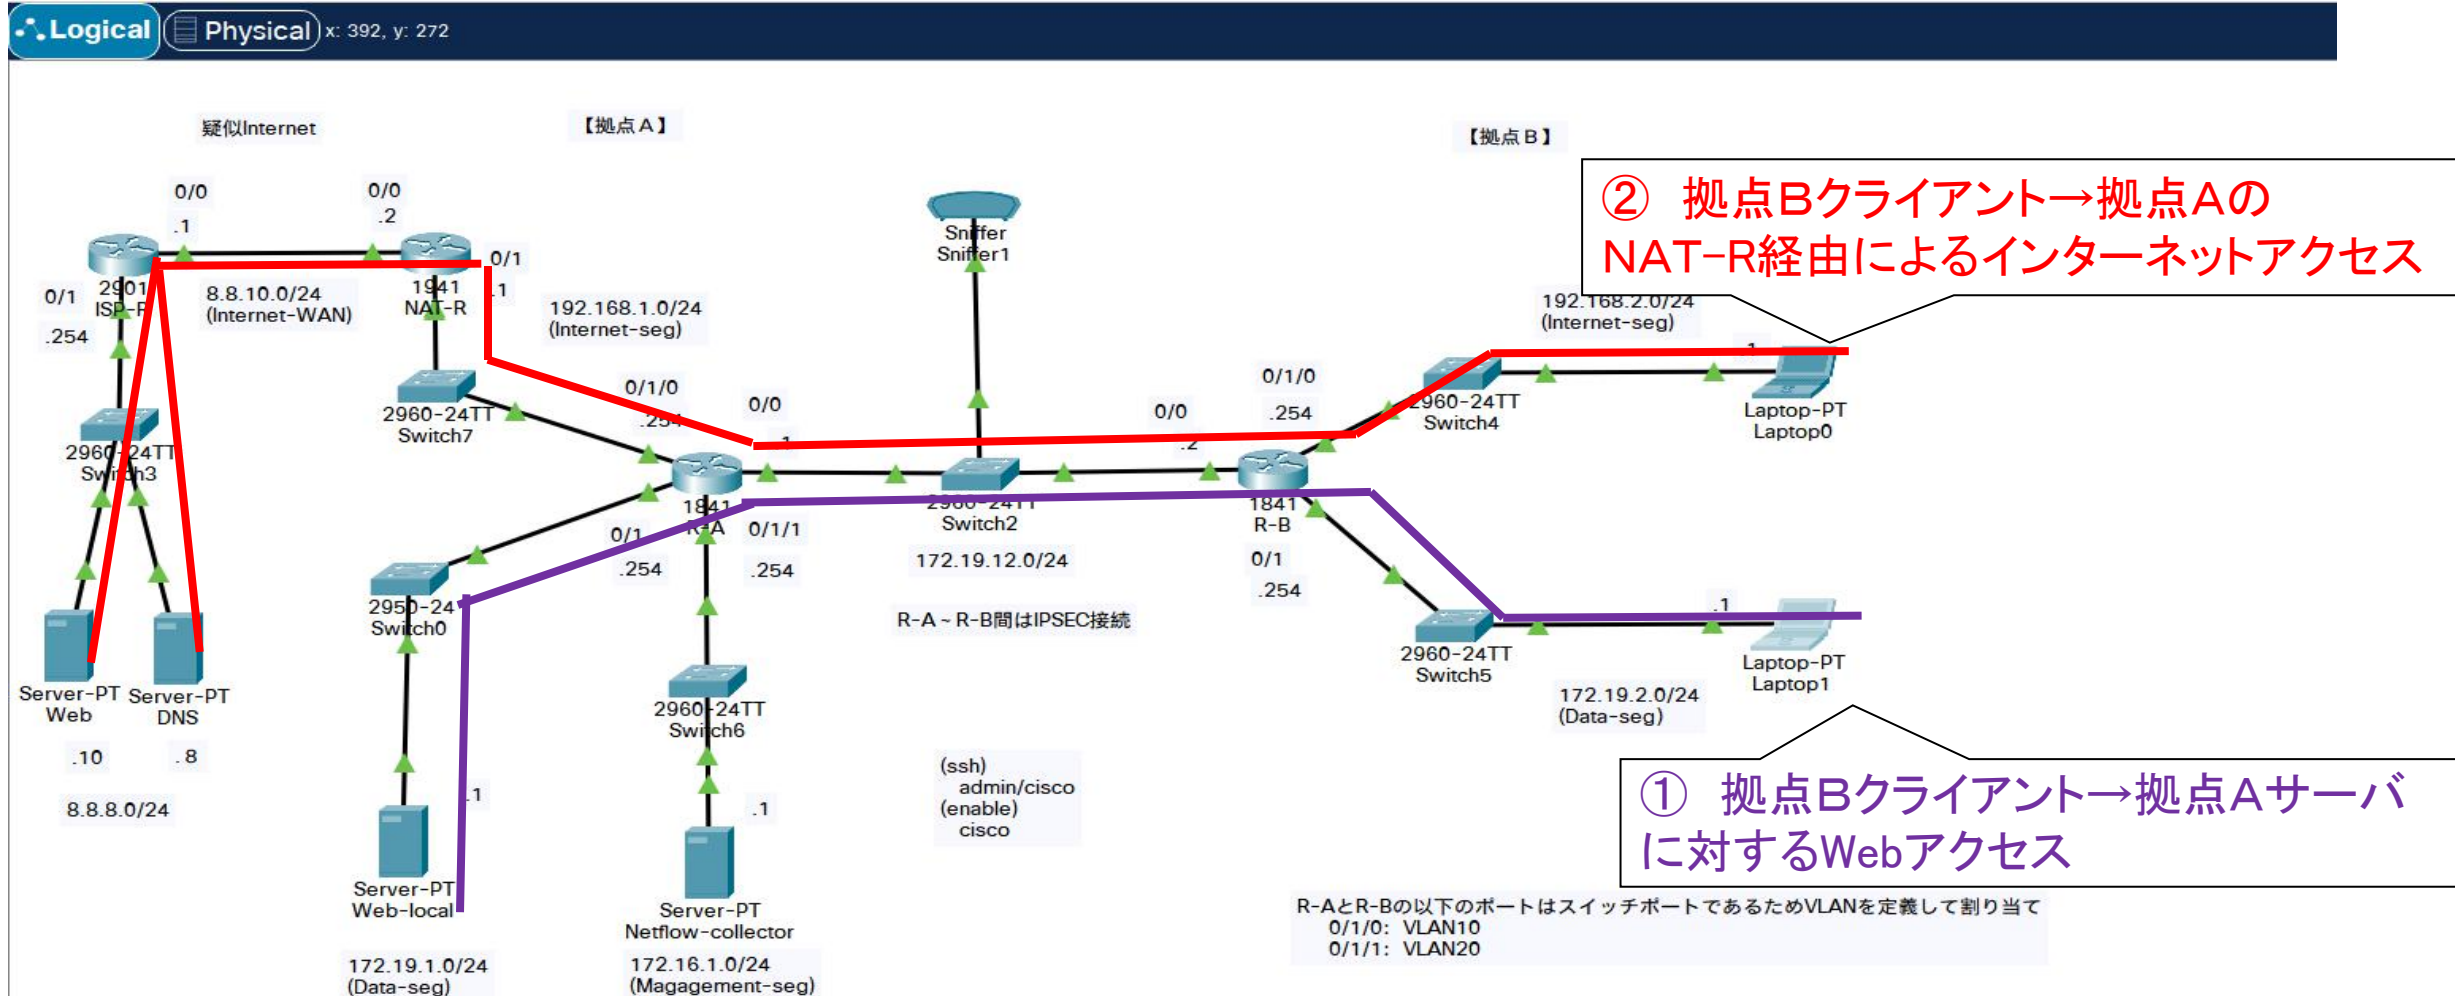 Logical
Physical
x: 392, y: 272
疑似Internet
【拠点A】
【拠点B】
② 拠点Bクライアント→拠点Aの
NAT-R経由によるインターネットアクセス
0/0
.1
0/0
.2
0/1
.1
2901
ISP-R
0/1
.254
8.8.10.0/24
(Internet-WAN)
1941
NAT-R
192.168.1.0/24
(Internet-seg)
Sniffer
Sniffer1
192.168.2.0/24
(Internet-seg)
.1
2960-24TT
Switch7
0/1/0
.254
0/0
.1
0/0
.2
0/1/0
.254
2960-24TT
Switch4
Laptop-PT
Laptop0
2960-24TT
Switch3
1841
R-A
0/1
.254
0/1/1
.254
2960-24TT
Switch2
172.19.12.0/24
1841
R-B
0/1
.254
2950-24
Switch0
R-A~R-B間はIPSEC接続
.1
2960-24TT
Switch5
Laptop-PT
Laptop1
172.19.2.0/24
(Data-seg)
Server-PT
Web
.10
Server-PT
DNS
.8
8.8.8.0/24
2960-24TT
Switch6
(ssh)
admin/cisco
(enable)
cisco
① 拠点Bクライアント→拠点Aサーバ
に対するWebアクセス
.1
.1
Server-PT
Web-local
172.19.1.0/24
(Data-seg)
Server-PT
Netflow-collector
172.16.1.0/24
(Magagement-seg)
R-AとR-Bの以下のポートはスイッチポートであるためVLANを定義して割り当て
0/1/0: VLAN10
0/1/1: VLAN20